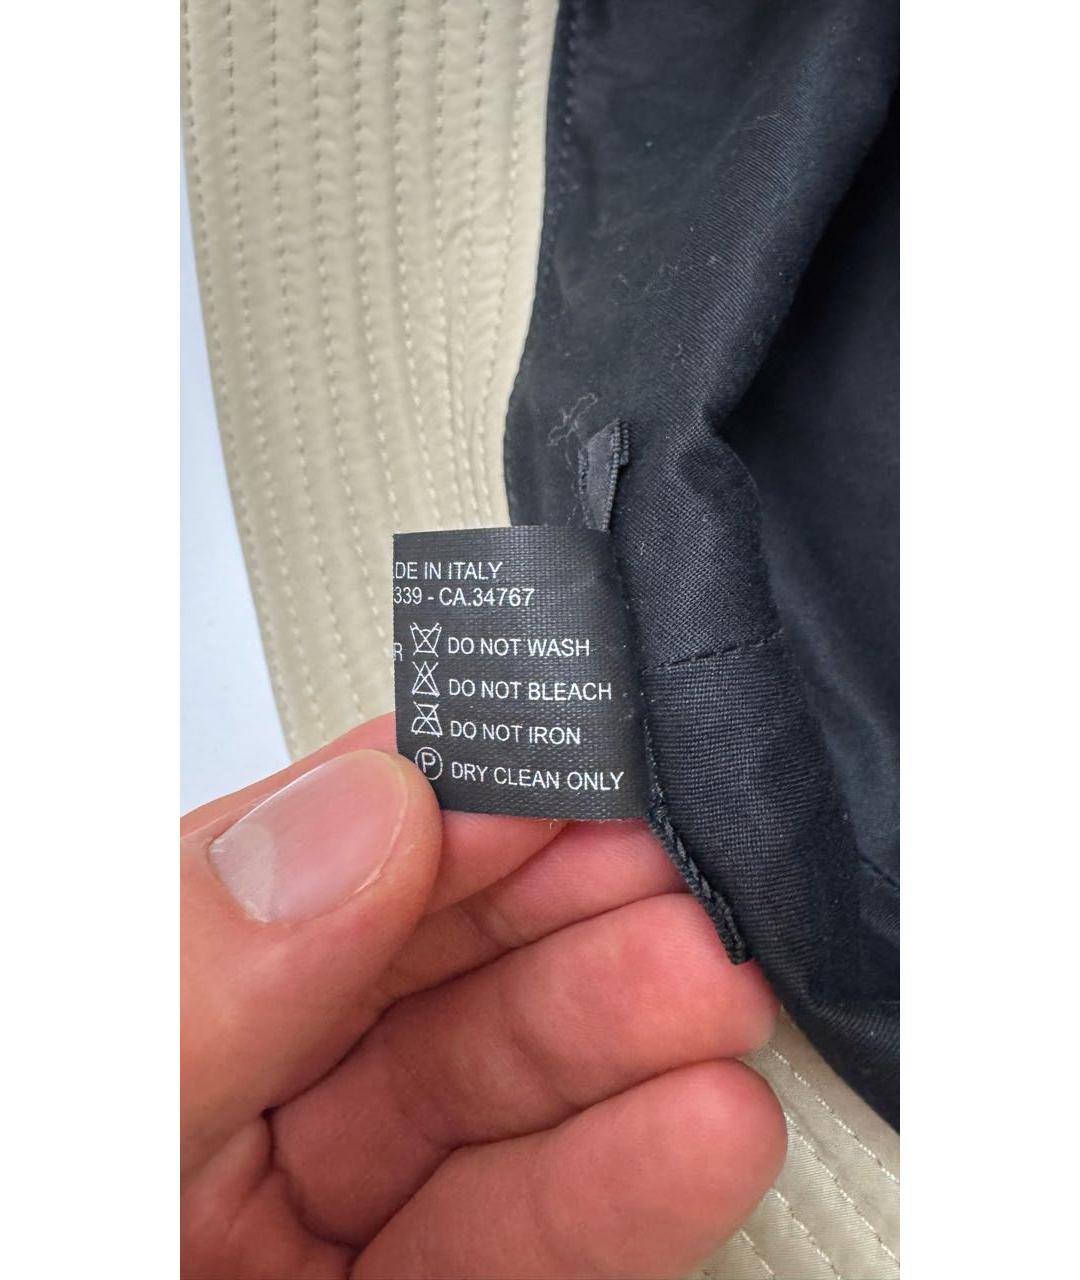 DE IN ITALY
339 - CA.34767
R
DO NOT WASH
DO NOT BLEACH
DO NOT IRON
P DRY CLEAN ONLY